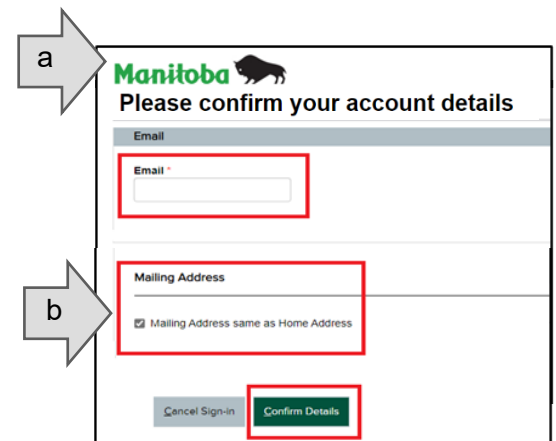 a
Manitoba
Please confirm your account details
Email
Email *
Mailing Address
b
Mailing Address same as Home Address
Cancel Sign-in
Confirm Details